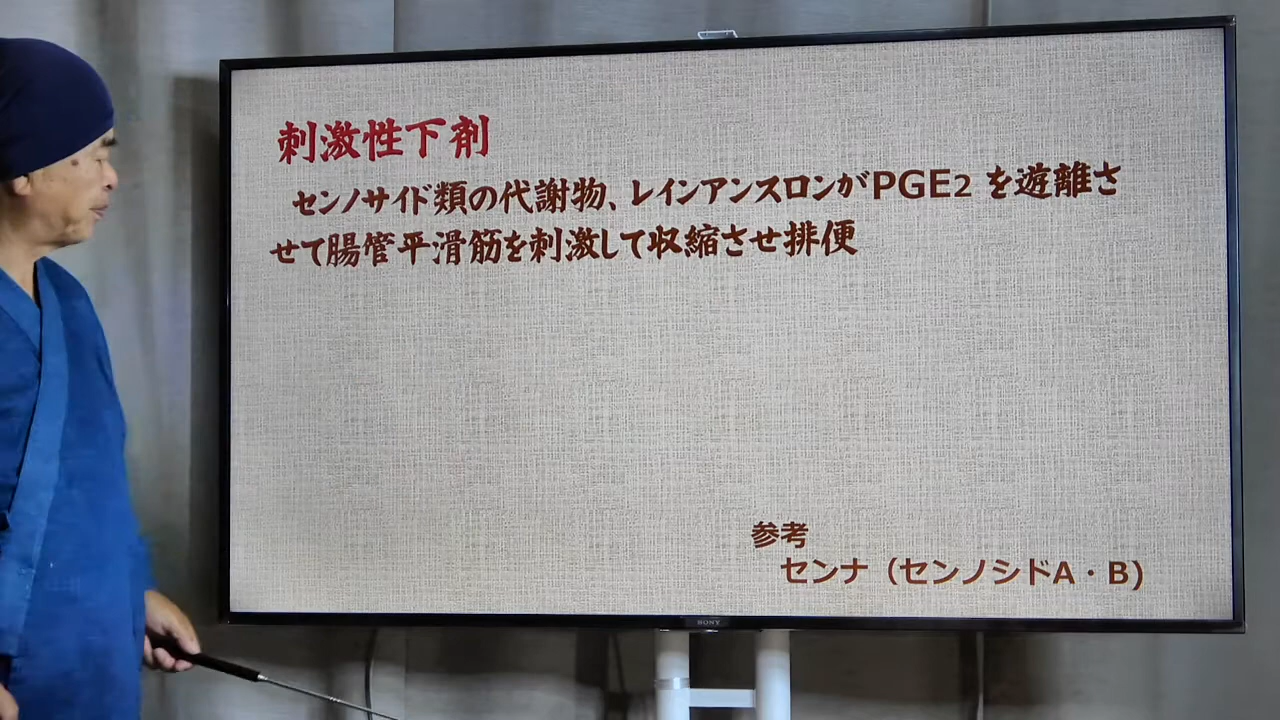 刺激性下剤
センノサイド類の代謝物、レインアンスロンがPGE2 を遊離さ
せて腸管平滑筋を刺激して収縮させ排便
参考
センナ（センノシドA・B)
SONY